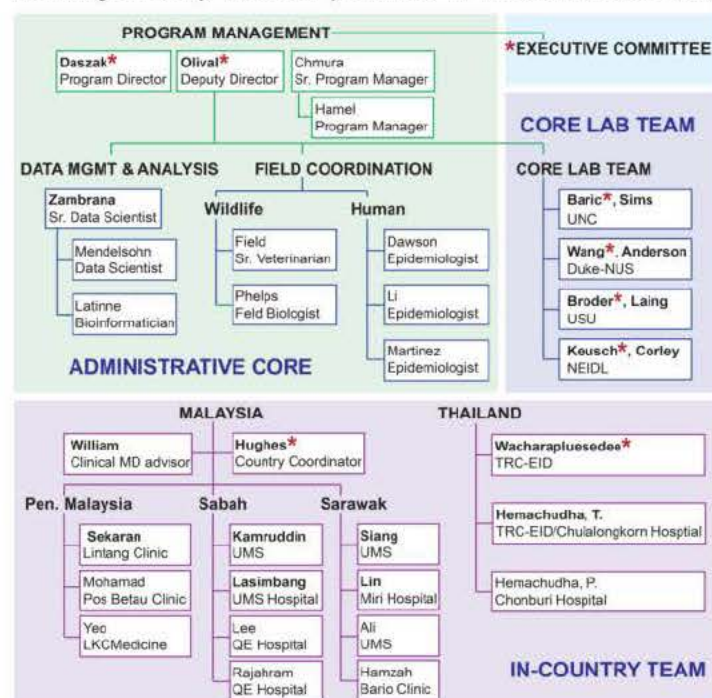 PROGRAM MANAGEMENT
*EXECUTIVE COMMITTEE
Daszak*
Program Director
Olival*
Deputy Director
Chmura
Sr. Program Manager
Hamel
Program Manager
CORE LAB TEAM
DATA MGMT & ANALYSIS
FIELD COORDINATION
CORE LAB TEAM
Zambrana
Sr. Data Scientist
Mendelsohn
Data Scientist
Latinne
Bioinformatician
Wildlife
Field
Sr. Veterinarian
Phelps
Feld Biologist
Human
Dawson
Epidemiologist
Li
Epidemiologist
Martinez
Epidemiologist
Baric*, Sims
UNC
Wang*, Anderson
Duke-NUS
Broder*, Laing
USU
Keusch*, Corley
NEIDL
ADMINISTRATIVE CORE
MALAYSIA
William
Clinical MD advisor
Hughes*
Country Coordinator
Pen. Malaysia
Sekaran
Lintang Clinic
Mohamad
Pos Betau Clinic
Yeo
LKCMedicine
Sabah
Kamruddin
UMS
Lasimbang
UMS Hospital
Lee
QE Hospital
Rajahram
QE Hospital
Sarawak
Siang
UMS
Lin
Miri Hospital
Ali
UMS
Hamzah
Bario Clinic
THAILAND
Wacharapluesedee*
TRC-EID
Hemachudha, T.
TRC-EID/Chulalongkorn Hosptial
Hemachudha, P.
Chonburi Hospital
IN-COUNTRY TEAM